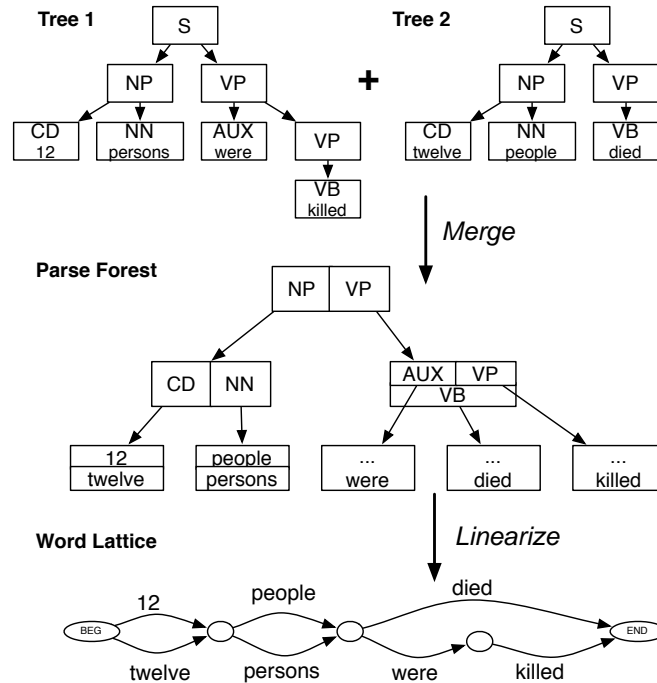 Tree 1
S
Tree 2
S
NP VP
+
NP VP
CD NN AUX VP
12 persons were
CD NN VB
twelve people died
VB
killed
Merge
Parse Forest
NP VP
CD NN
AUX VP
VB
12 people ... ... ...
twelve persons were died killed
Linearize
Word Lattice
12 people died
BEG END
twelve persons were killed